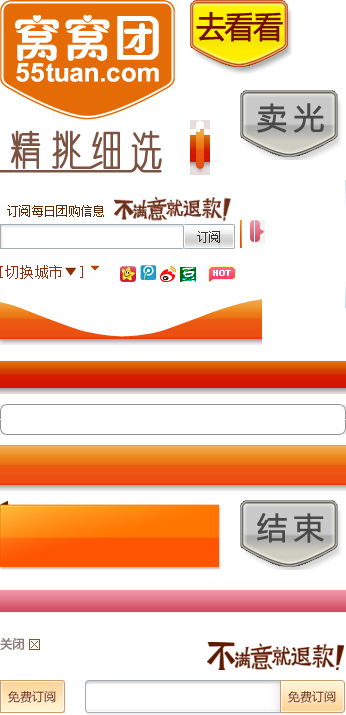 窝窝团
55tuan.com
去看看
卖光
精挑细选
订阅每日团购信息
不满意就退款!
订阅
[切换城市▼]
HOT
结束
关闭
不满意就退款!
免费订阅
免费订阅